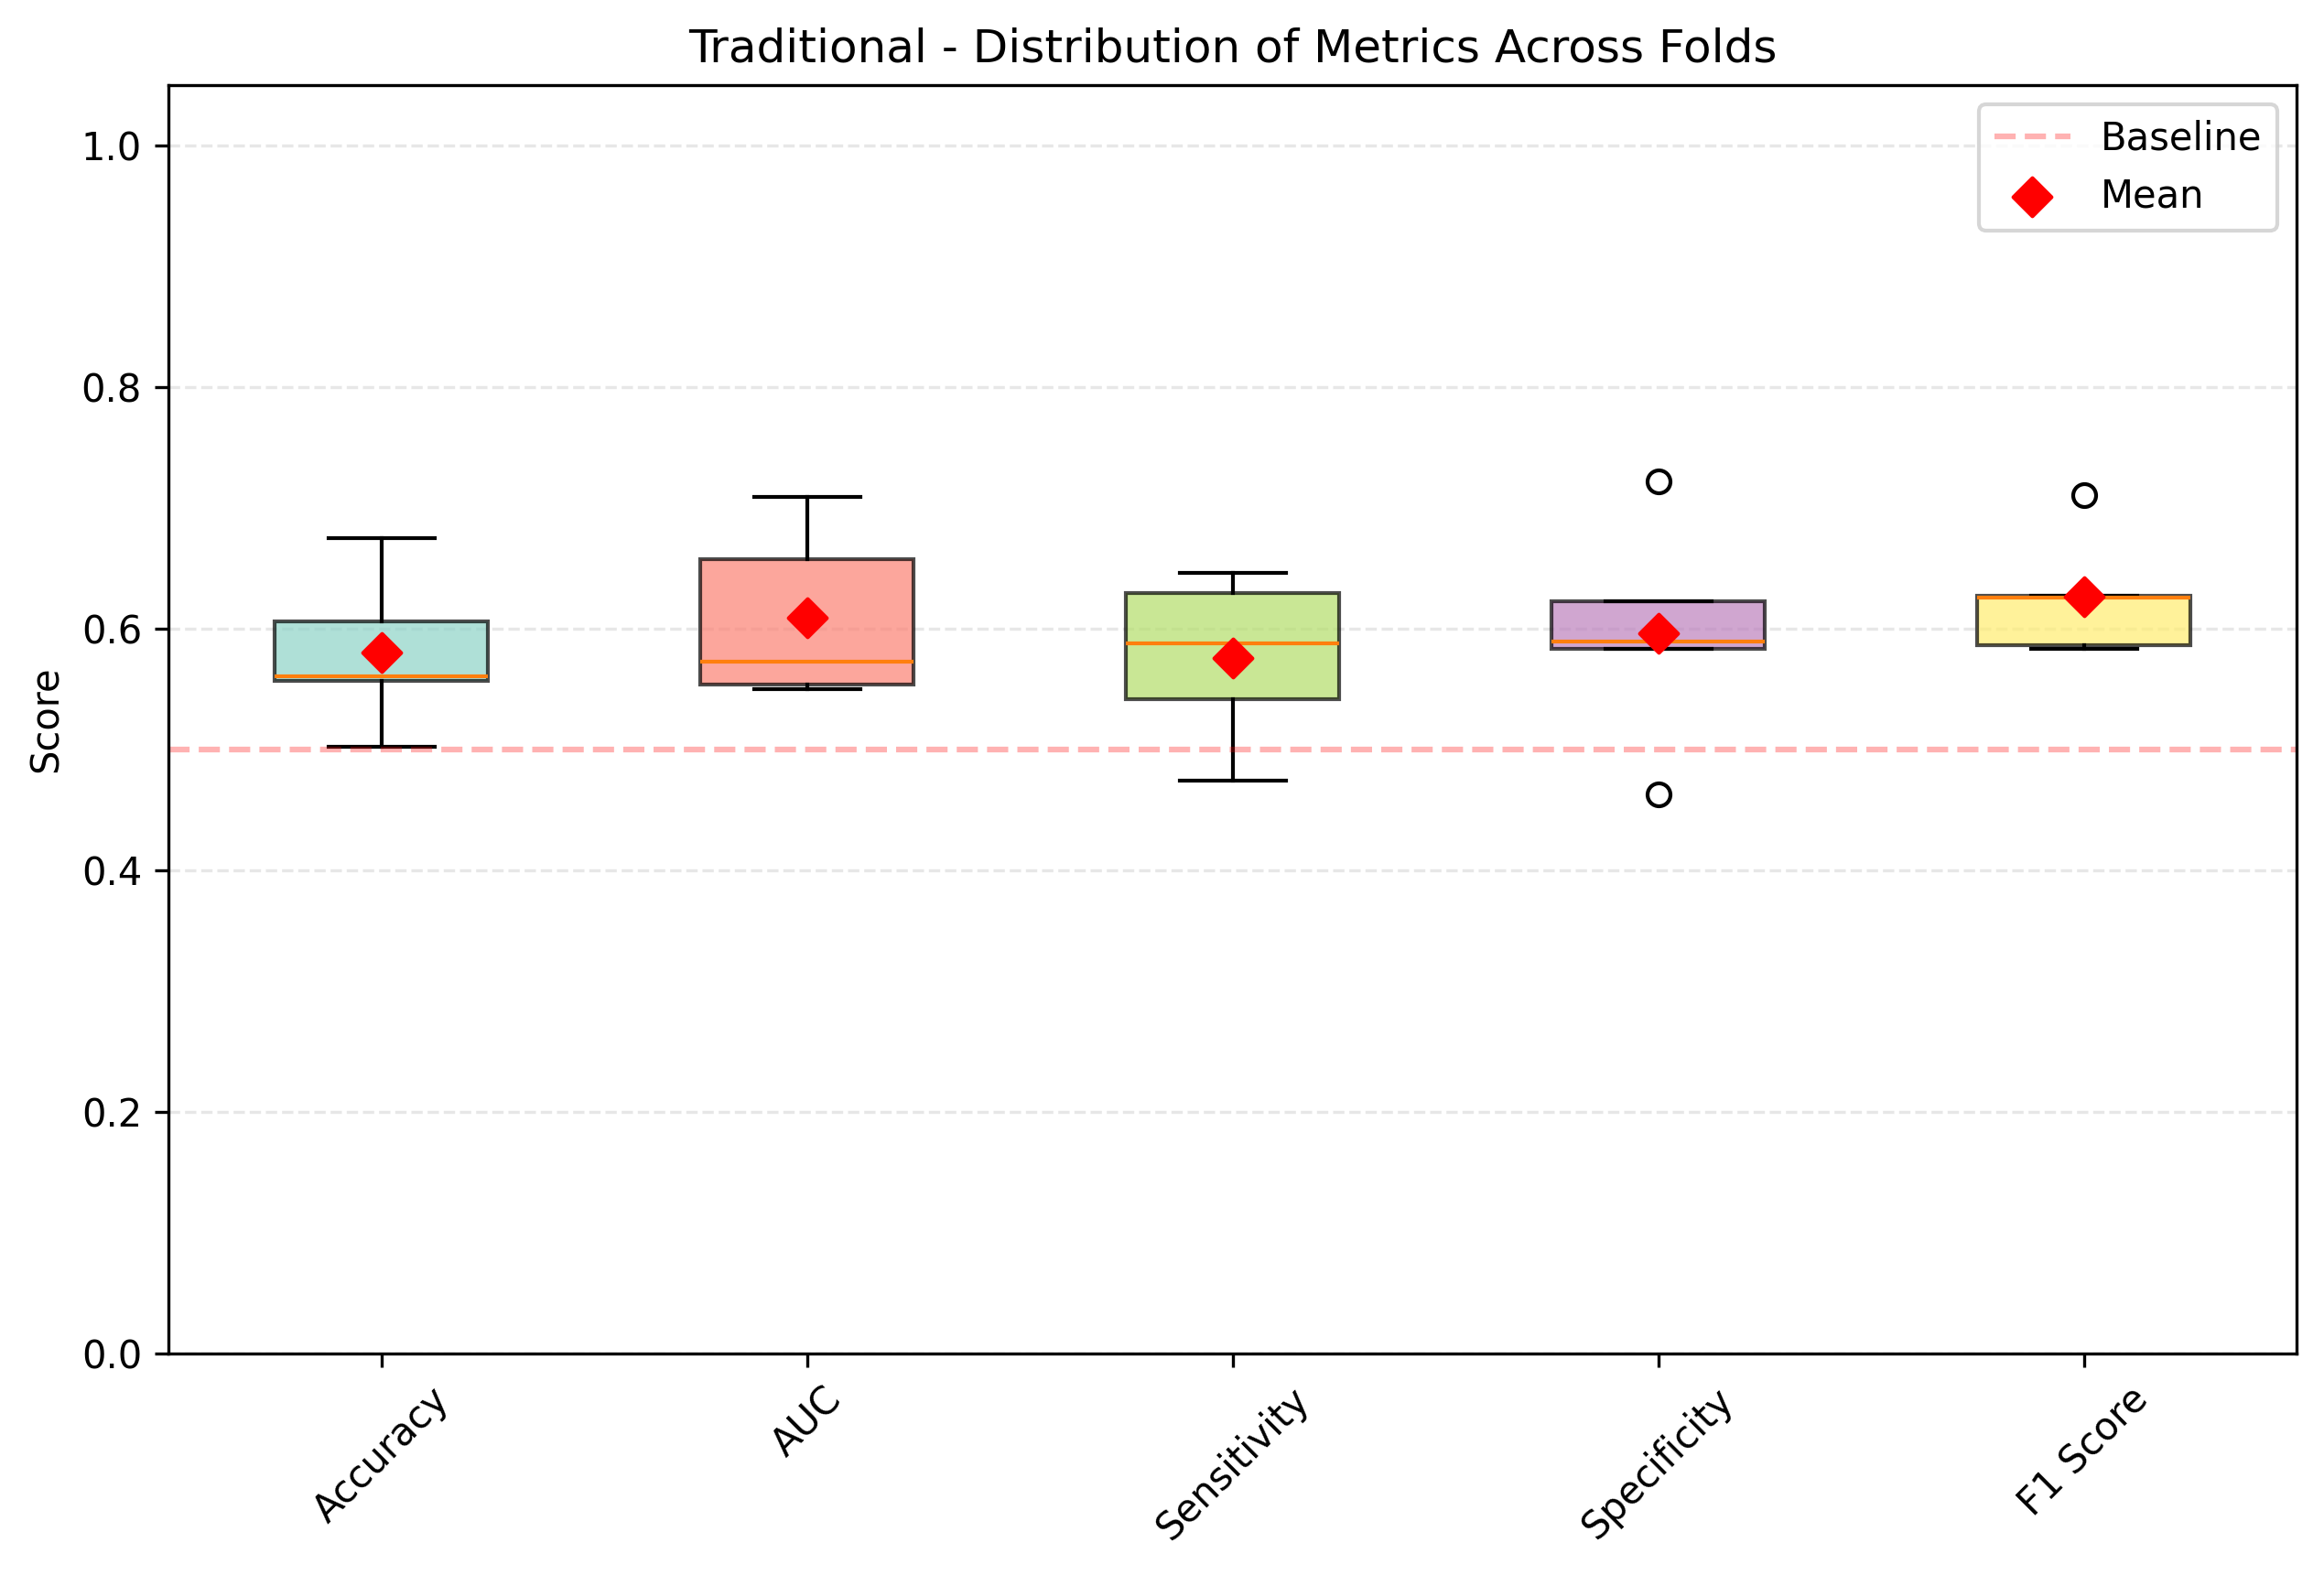 Traditional - Distribution of Metrics Across Folds
Baseline
Mean
Score
1.0
0.8
0.6
0.4
0.2
0.0
Accuracy
AUC
Sensitivity
Specificity
F1 Score